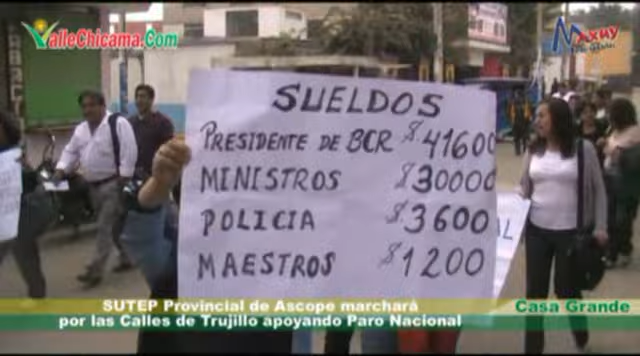 ValleChicama.Com
SUELDOS
PRESIDENTE DE BCR $41600
MINISTROS $30000
POLICIA $3600
MAESTROS $1200
SUTEP Provincial de Ascope marchará
por las Calles de Trujillo apoyando Paro Nacional
Casa Grande